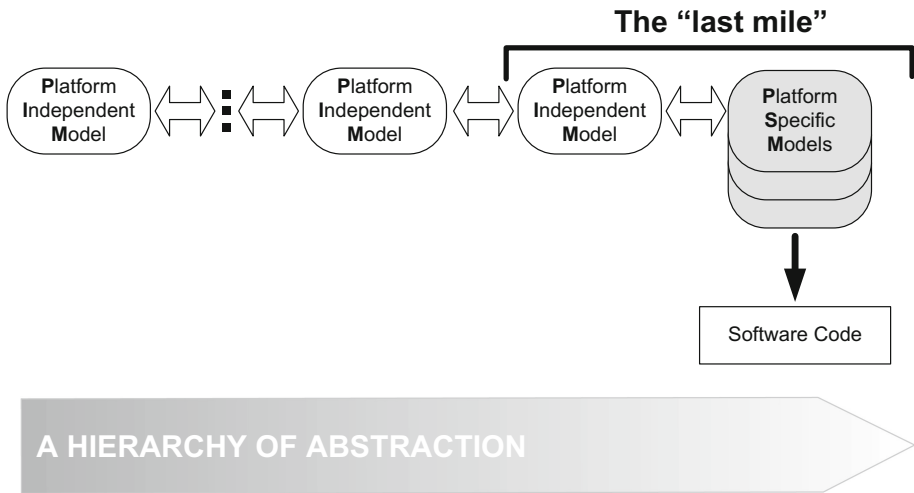 The “last mile”
Platform
Independent
Model
Platform
Independent
Model
Platform
Independent
Model
Platform
Specific
Models
Software Code
A HIERARCHY OF ABSTRACTION